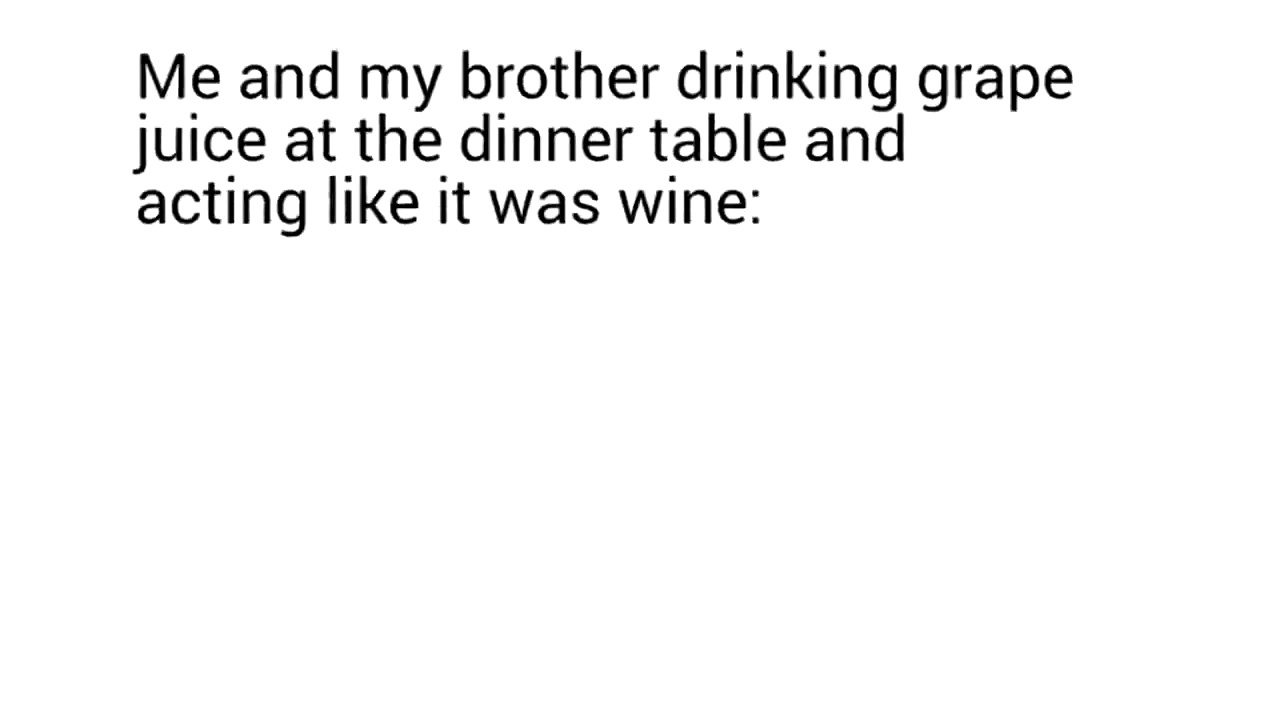 Me and my brother drinking grape
juice at the dinner table and
acting like it was wine: